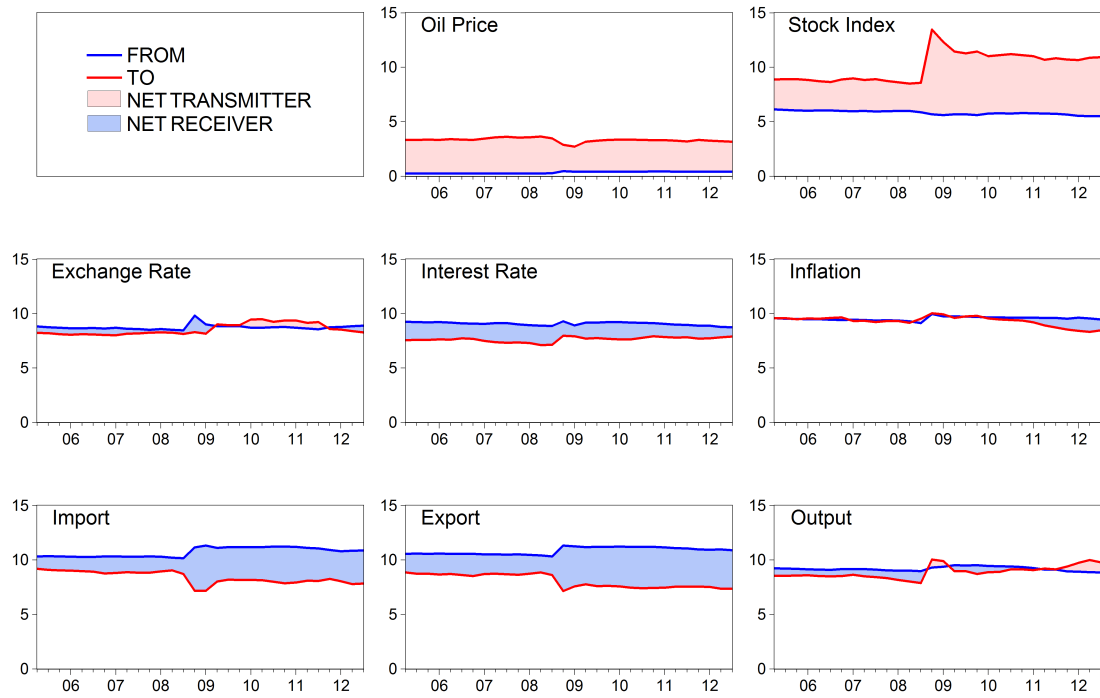 FROM
TO
NET TRANSMITTER
NET RECEIVER
Oil Price
15
10
5
0
06 07 08 09 10 11 12
Stock Index
15
10
5
0
06 07 08 09 10 11 12
Exchange Rate
15
10
5
0
06 07 08 09 10 11 12
Interest Rate
15
10
5
0
06 07 08 09 10 11 12
Inflation
15
10
5
0
06 07 08 09 10 11 12
Import
15
10
5
0
06 07 08 09 10 11 12
Export
15
10
5
0
06 07 08 09 10 11 12
Output
15
10
5
0
06 07 08 09 10 11 12